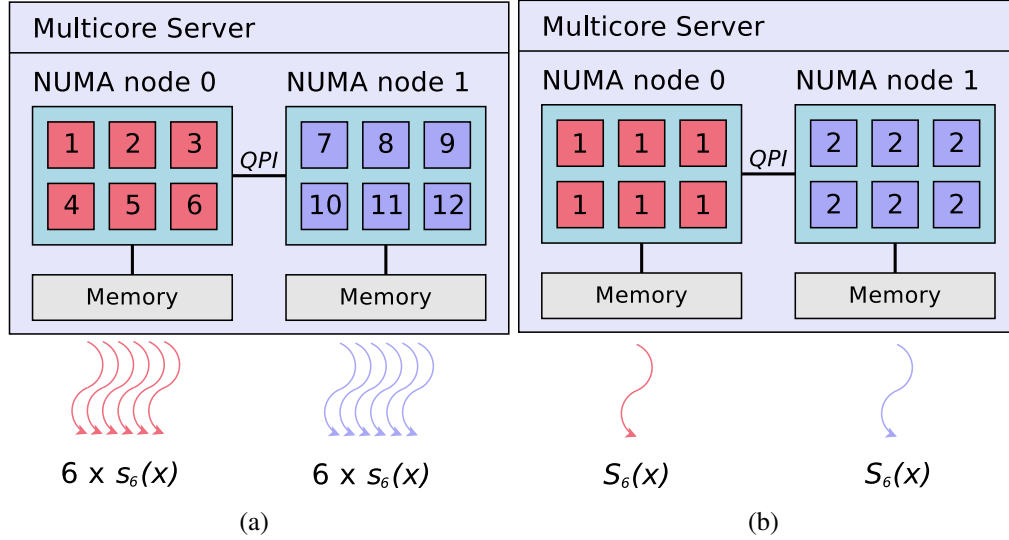 Multicore Server
NUMA node 0
NUMA node 1
1 2 3
4 5 6
QPI
7 8 9
10 11 12
Memory
Memory
6 x s₆(x)
6 x s₆(x)
(a)
Multicore Server
NUMA node 0
NUMA node 1
1 1 1
1 1 1
QPI
2 2 2
2 2 2
Memory
Memory
S₆(x)
S₆(x)
(b)